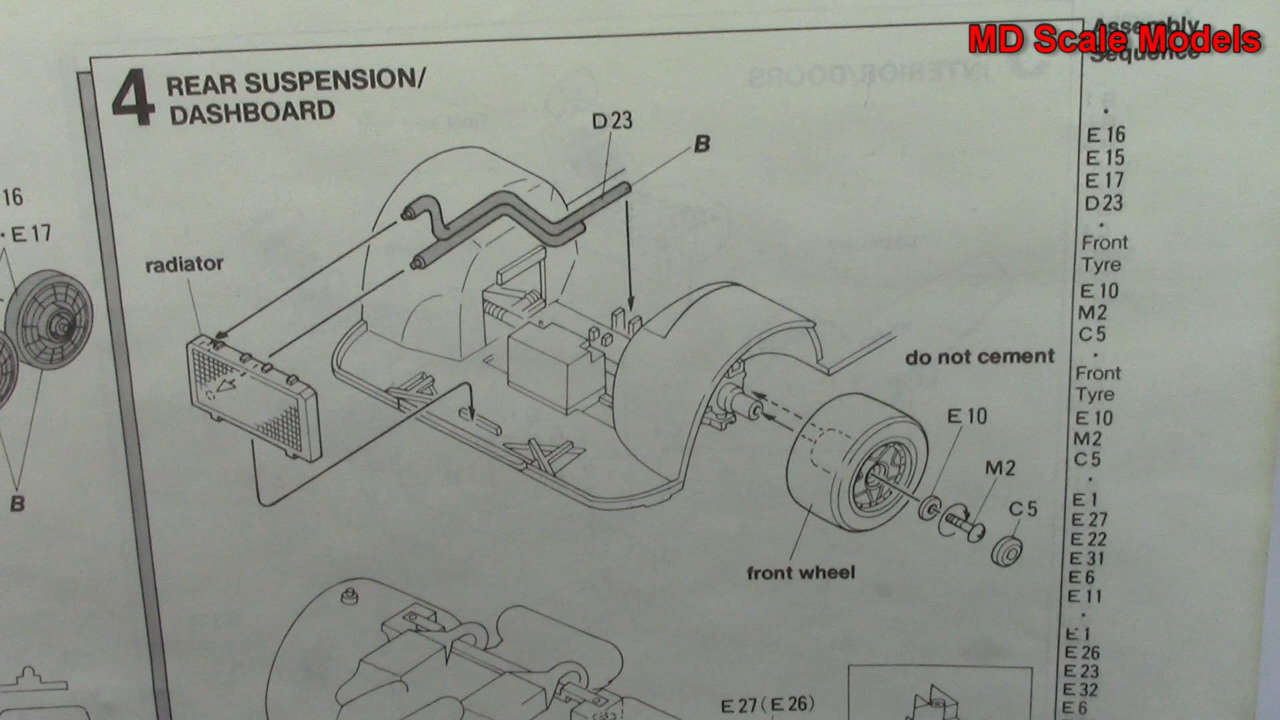 MD Scale Models
4 REAR SUSPENSION/
DASHBOARD
D23
B
16
E17
radiator
B
do not cement
E10
M2
C5
front wheel
E27(E26)
Assembly
Sequence
E16
E15
E17
D23
Front
Tyre
E10
M2
C5
Front
Tyre
E10
M2
C5
E1
E27
E22
E31
E6
E11
E1
E26
E23
E32
E6